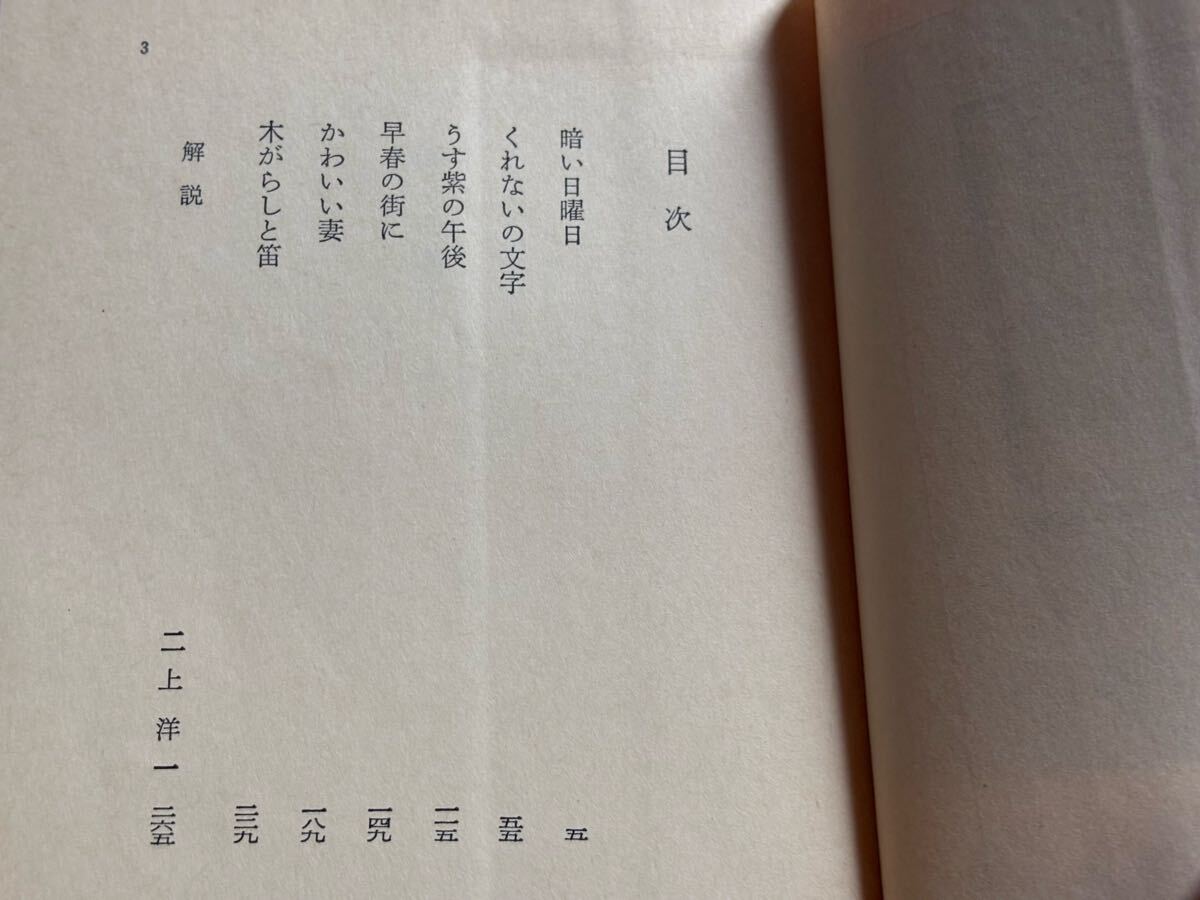 目次
暗い日曜日 五
くれないの文字 五五
うす紫の午後 一一五
早春の街に 一四九
かわいい妻 一八九
木がらしと笛 二三九
解説 二上洋一 二六五
3